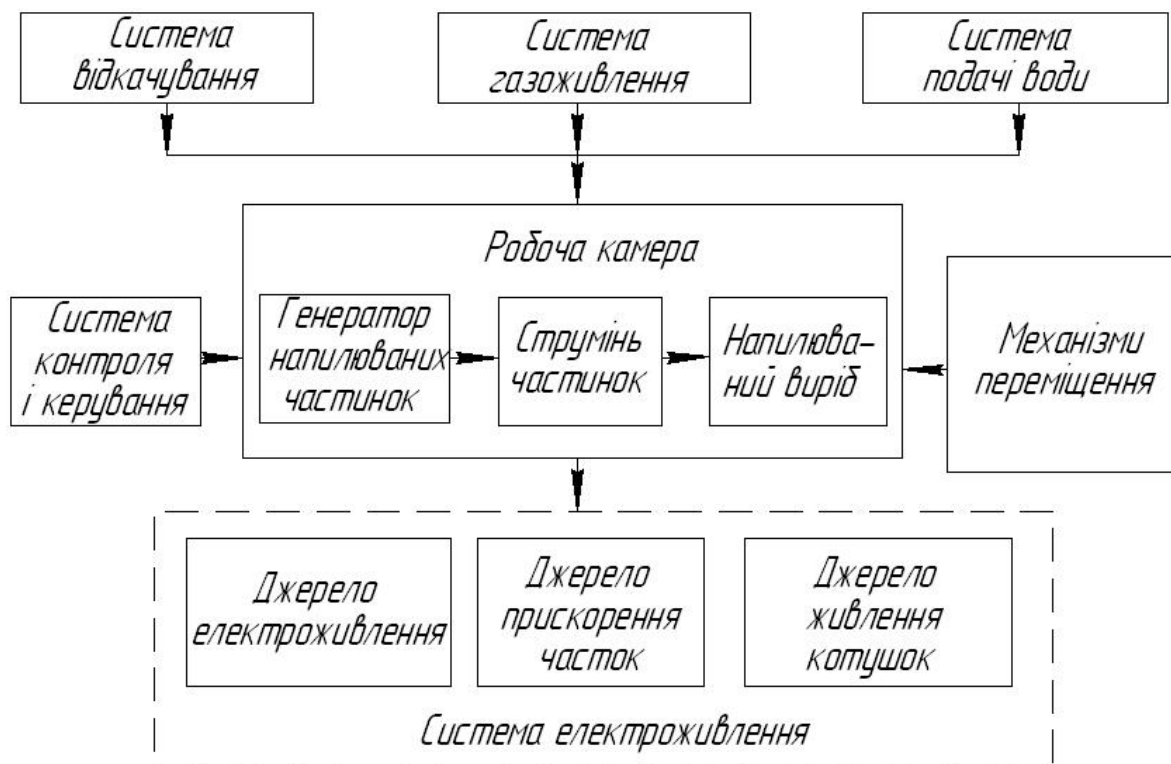 Система
відкачування
Система
газоживлення
Система
подачі води
Робоча камера
Система
контроля
і керування
Генератор
напилюваних
частинок
Струмінь
частинок
Напилюва-
ний виріб
Механізми
переміщення
Джерело
електроживлення
Джерело
прискорення
часток
Джерело
живлення
котушок
Система електроживлення